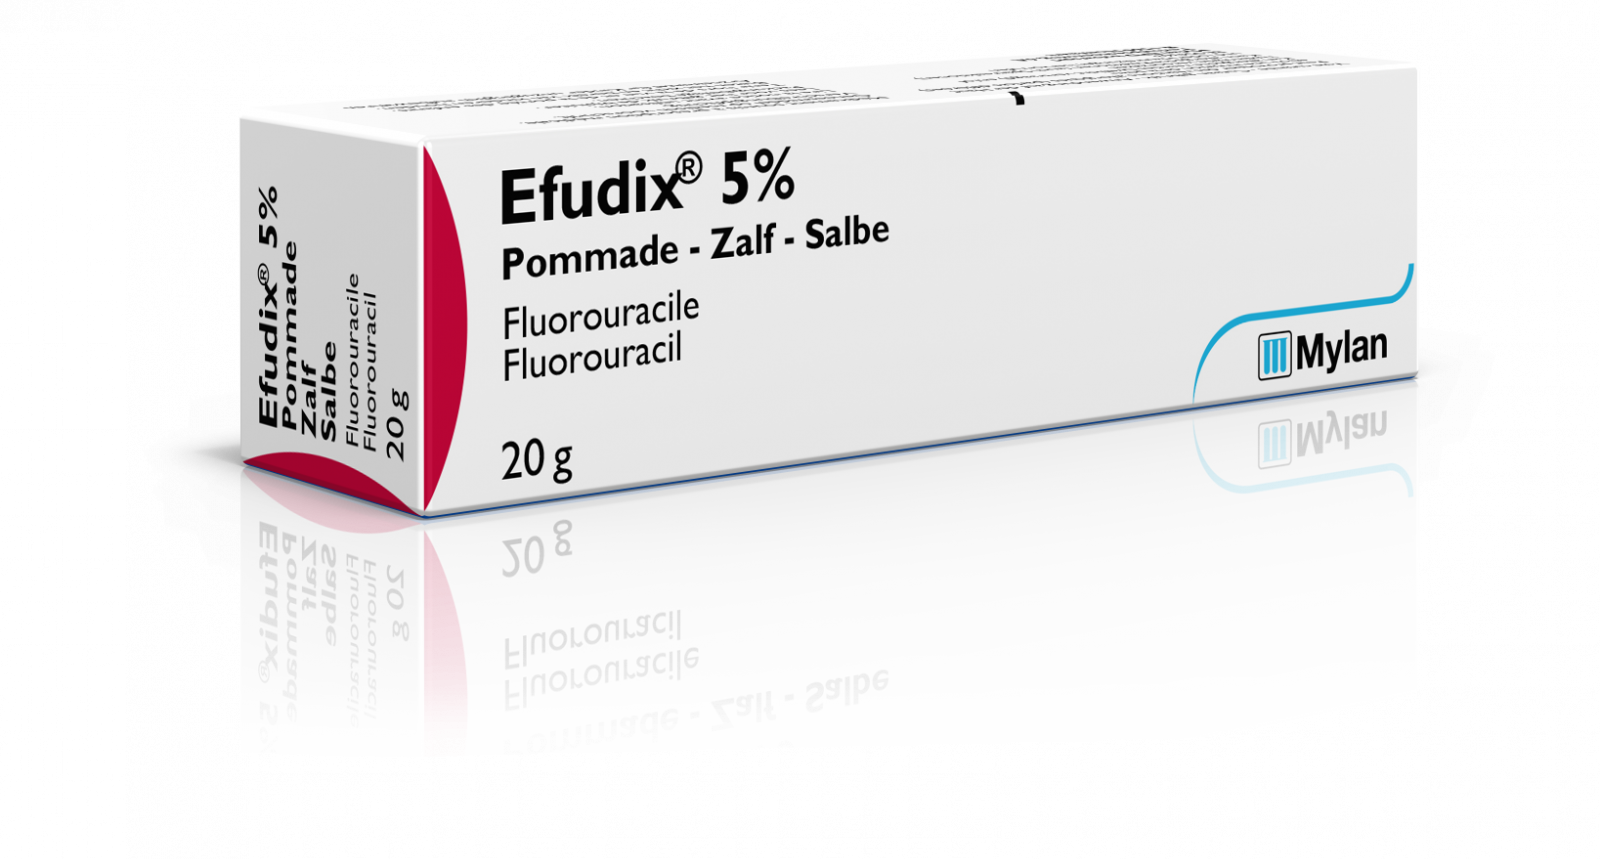 Efudix® 5%
Pommade
Zalf
Salbe
Fluorouracile
Fluorouracil
20 g
Efudix® 5%
Pommade - Zalf - Salbe
Fluorouracile
Fluorouracil
20 g
Mylan